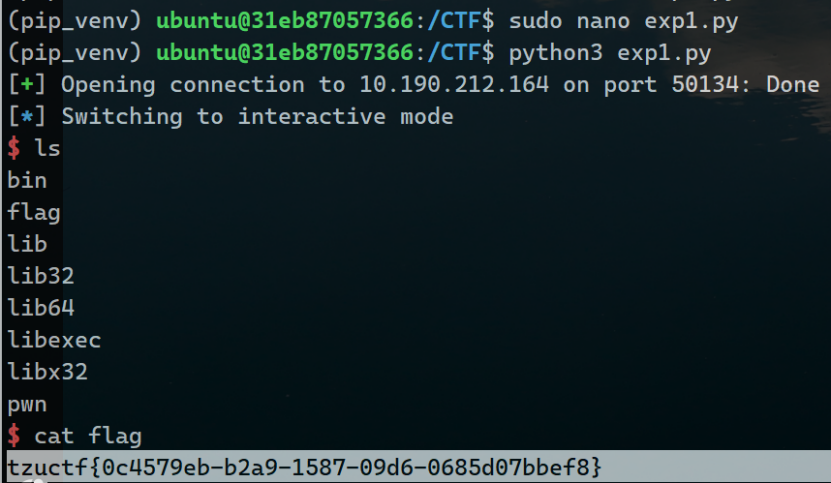 (pip_venv) ubuntu@31eb87057366:/CTF$ sudo nano exp1.py
(pip_venv) ubuntu@31eb87057366:/CTF$ python3 exp1.py
[+] Opening connection to 10.190.212.164 on port 50134: Done
[*] Switching to interactive mode
$ ls
bin
flag
lib
lib32
lib64
libexec
libx32
pwn
$ cat flag
tzuctf{0c4579eb-b2a9-1587-09d6-0685d07bbef8}